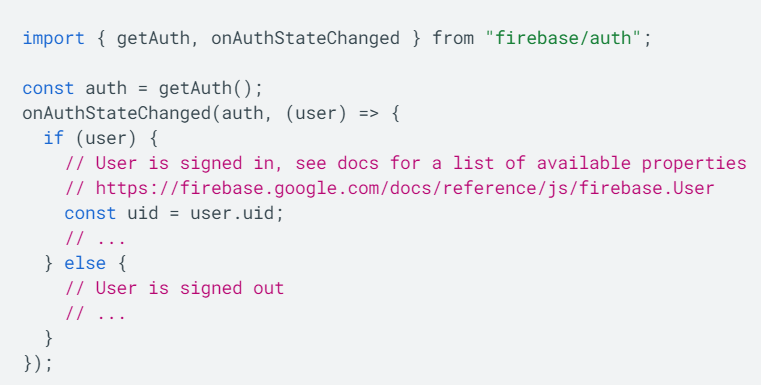 import { getAuth, onAuthStateChanged } from "firebase/auth";
const auth = getAuth();
onAuthStateChanged(auth, (user) => {
  if (user) {
    // User is signed in, see docs for a list of available properties
    // https://firebase.google.com/docs/reference/js/firebase.User
    const uid = user.uid;
    // ...
  } else {
    // User is signed out
    // ...
  }
});